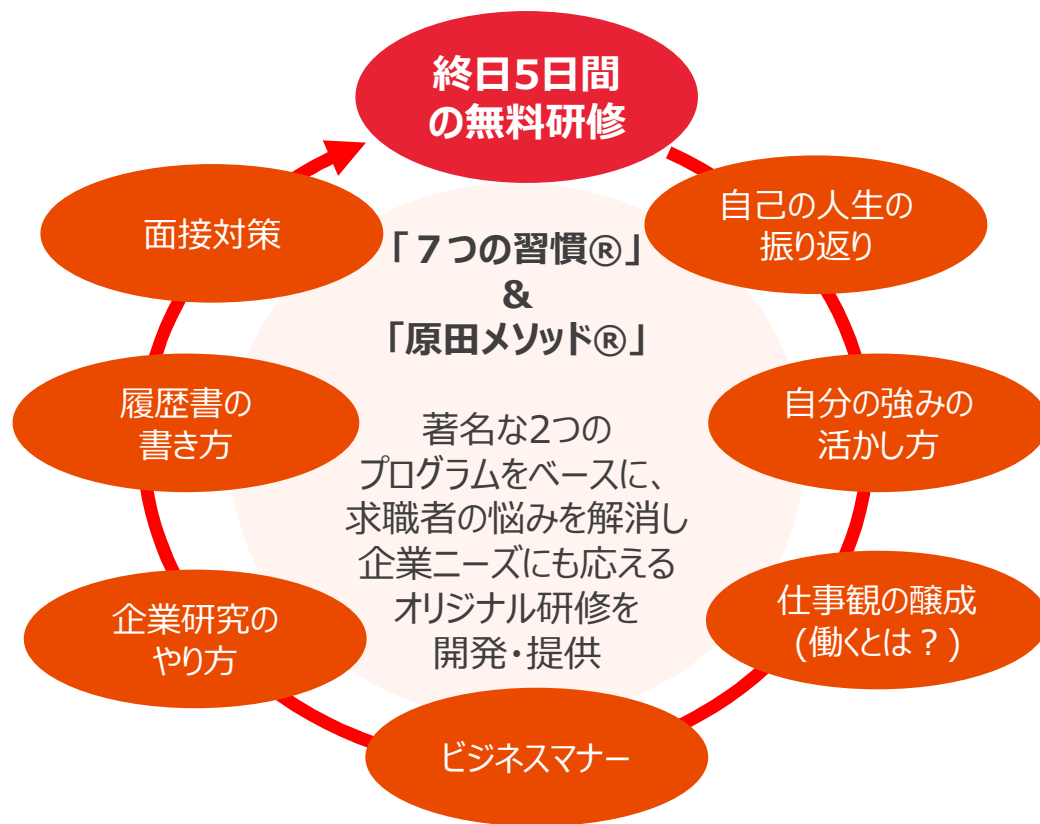 終日5日間
の無料研修
自己の人生の
振り返り
自分の強みの
活かし方
仕事観の醸成
(働くとは？)
ビジネスマナー
企業研究の
やり方
履歴書の
書き方
面接対策
「７つの習慣®」
&
「原田メソッド®」
著名な2つの
プログラムをベースに、
求職者の悩みを解消し
企業ニーズにも応える
オリジナル研修を
開発・提供